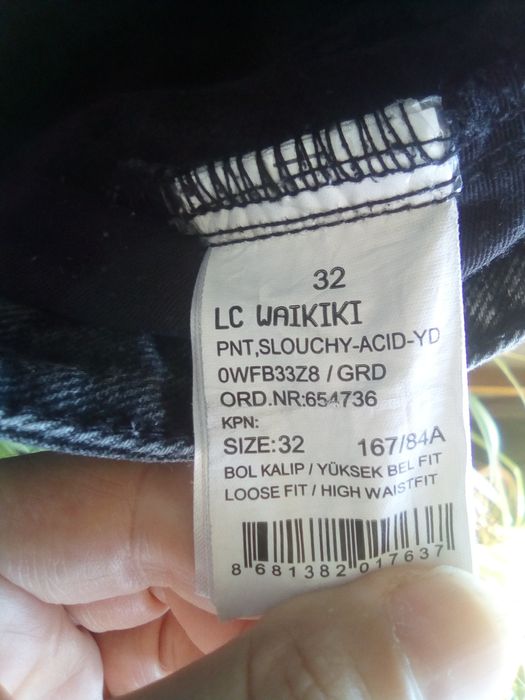 32
LC WAIKIKI
PNT,SLOUCHY-ACID-YD
0WFB33Z8 / GRD
ORD.NR:654736
KPN:
SIZE:32 167/84A
BOL KALIP / YÜKSEK BEL FIT
LOOSE FIT / HIGH WAISTFIT
8 681382 017637